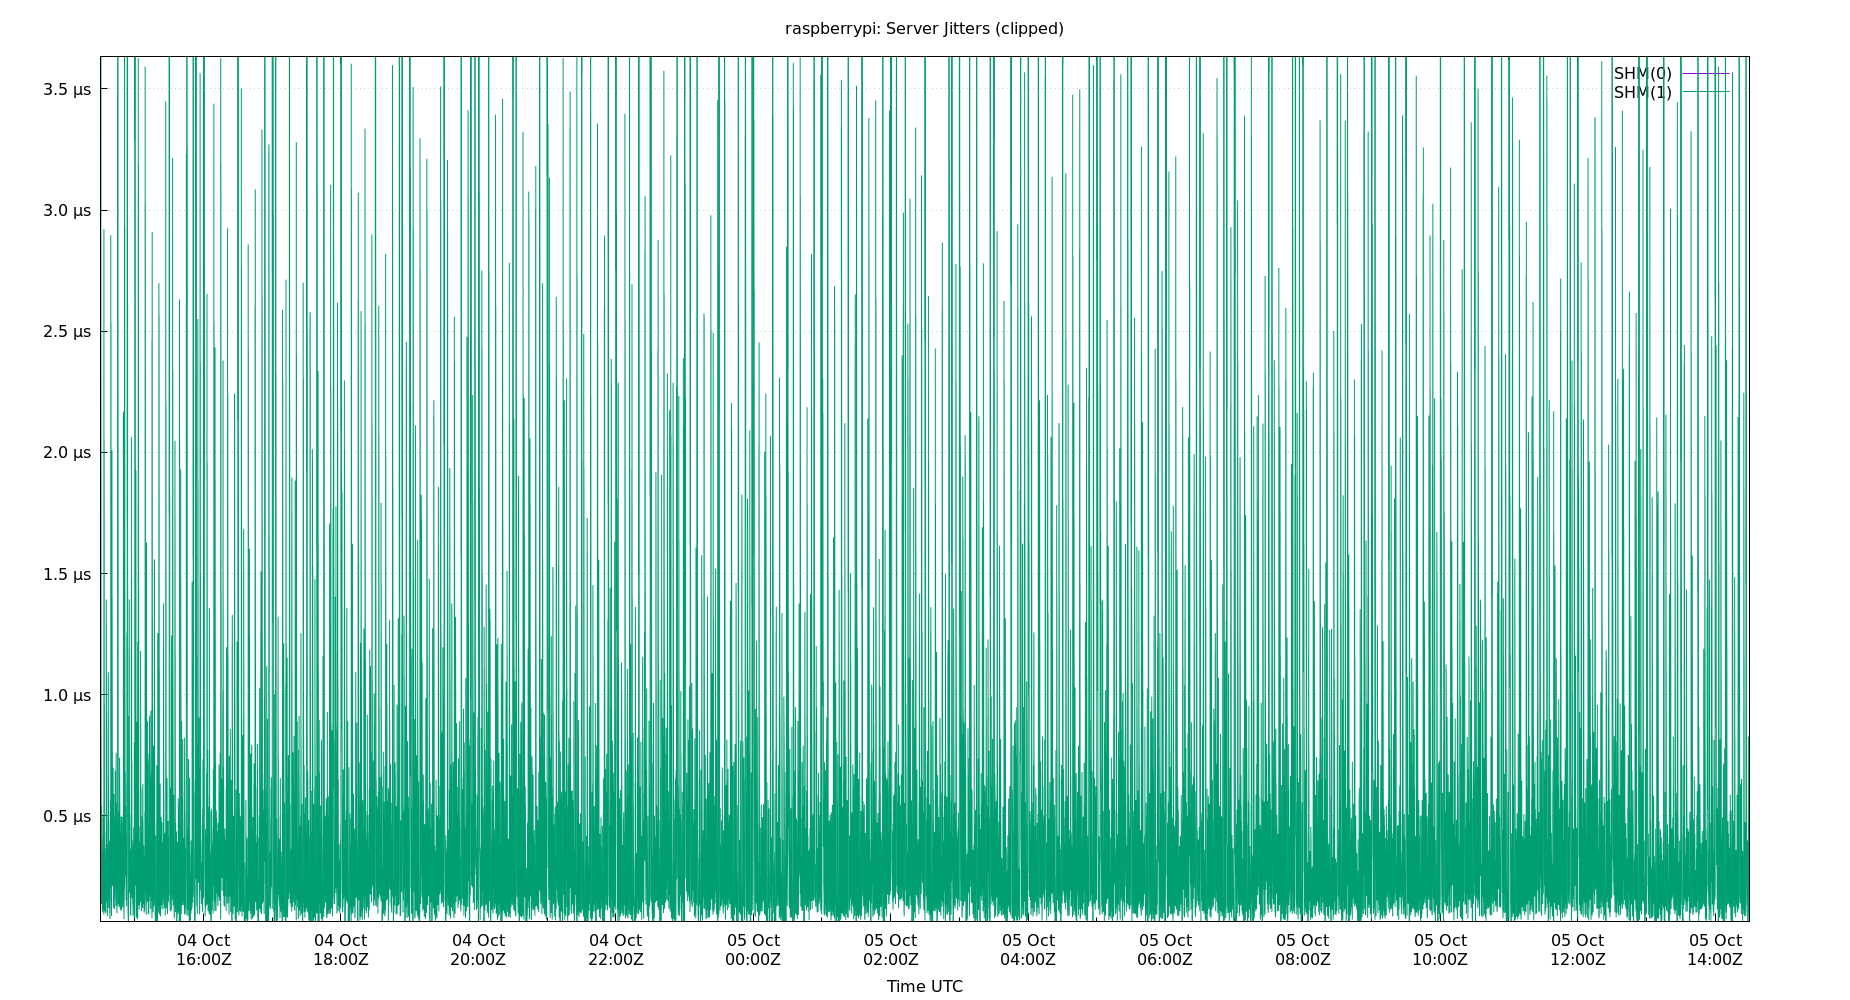 raspberrypi: Server Jitters (clipped)
SHM(0)
SHM(1)
3.5 µs
3.0 µs
2.5 µs
2.0 µs
1.5 µs
1.0 µs
0.5 µs
04 Oct 04 Oct 04 Oct 04 Oct 05 Oct 05 Oct 05 Oct 05 Oct 05 Oct 05 Oct 05 Oct 05 Oct
16:00Z 18:00Z 20:00Z 22:00Z 00:00Z 02:00Z 04:00Z 06:00Z 08:00Z 10:00Z 12:00Z 14:00Z
Time UTC